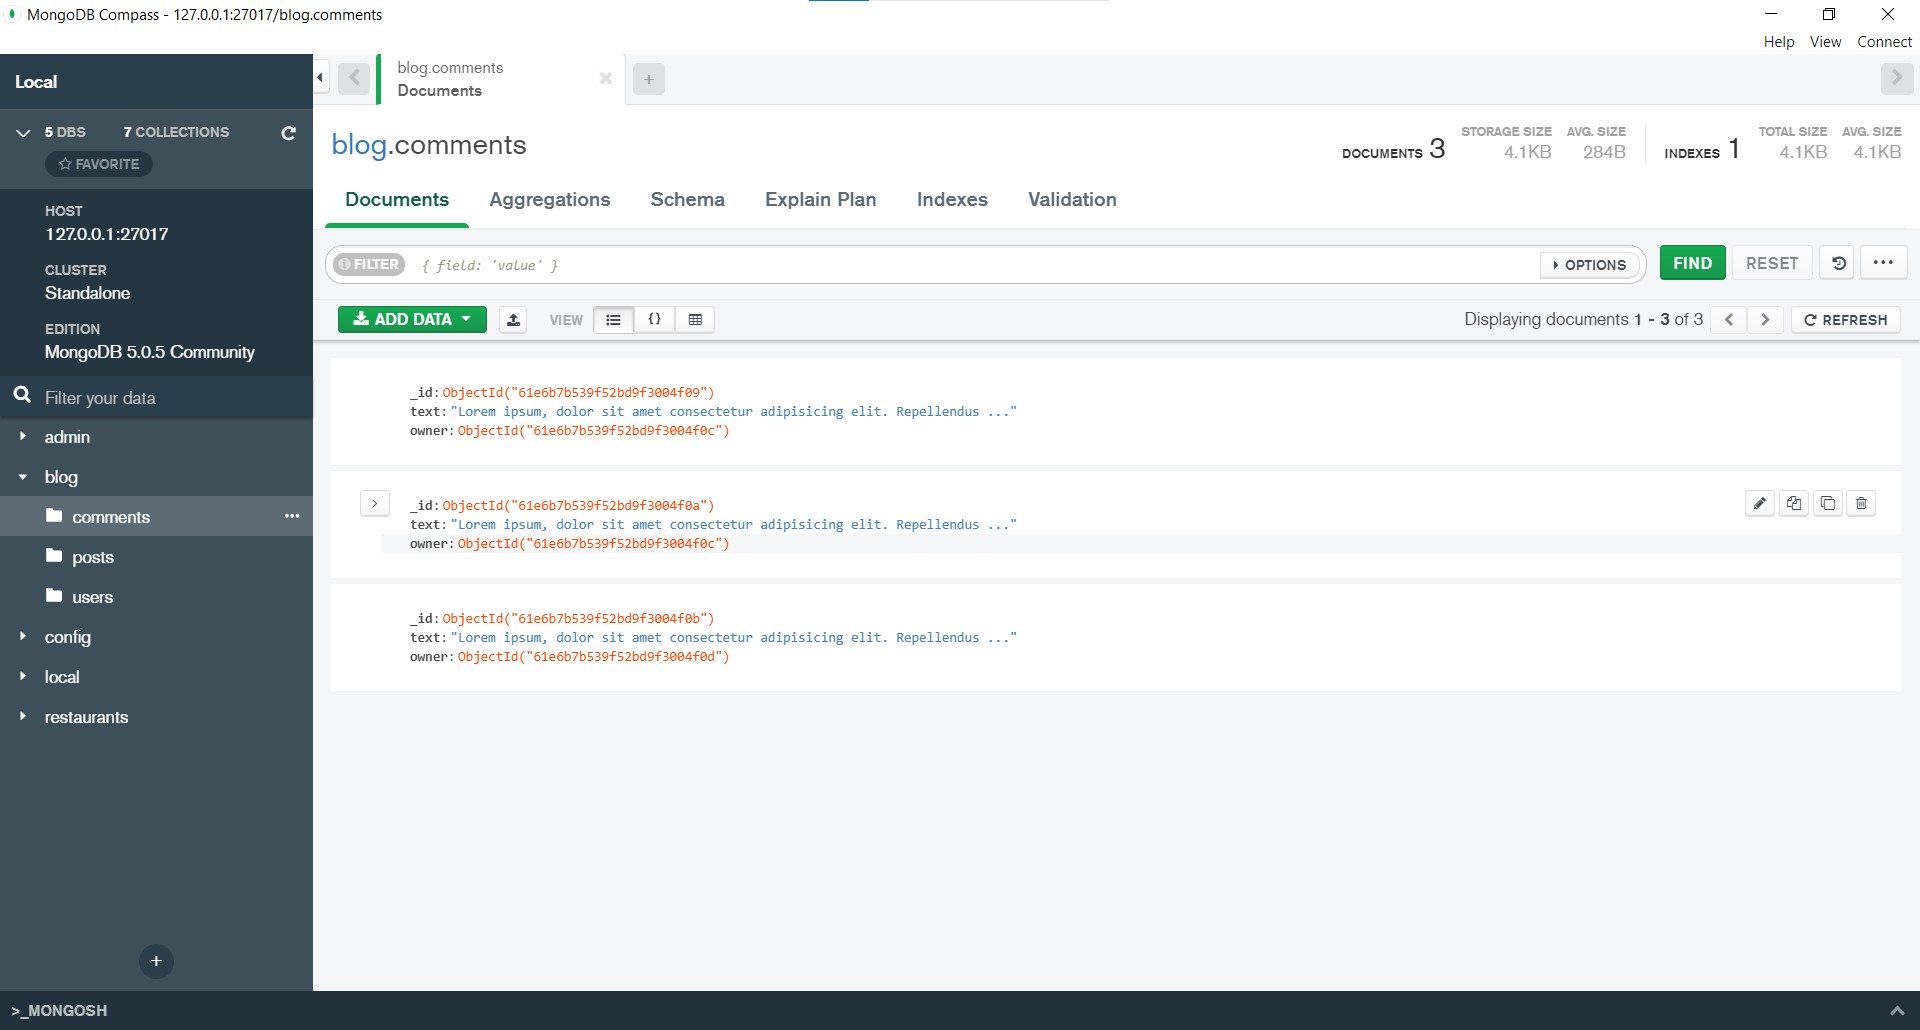 MongoDB Compass - 127.0.0.1:27017/blog.comments
Help View Connect
Local
5 DBS 7 COLLECTIONS
FAVORITE
HOST
127.0.0.1:27017
CLUSTER
Standalone
EDITION
MongoDB 5.0.5 Community
Filter your data
admin
blog
comments
posts
users
config
local
restaurants
>_MONGOSH
blog.comments
Documents
blog.comments
DOCUMENTS 3
STORAGE SIZE
4.1KB
AVG. SIZE
284B
INDEXES 1
TOTAL SIZE
4.1KB
AVG. SIZE
4.1KB
Documents Aggregations Schema Explain Plan Indexes Validation
FILTER { field: 'value' } OPTIONS FIND RESET
ADD DATA VIEW {} Displaying documents 1 - 3 of 3 REFRESH
_id: ObjectId("61e6b7b539f52bd9f3004f09")
text: "Lorem ipsum, dolor sit amet consectetur adipisicing elit. Repellendus ..."
owner: ObjectId("61e6b7b539f52bd9f3004f0c")
_id: ObjectId("61e6b7b539f52bd9f3004f0a")
text: "Lorem ipsum, dolor sit amet consectetur adipisicing elit. Repellendus ..."
owner: ObjectId("61e6b7b539f52bd9f3004f0c")
_id: ObjectId("61e6b7b539f52bd9f3004f0b")
text: "Lorem ipsum, dolor sit amet consectetur adipisicing elit. Repellendus ..."
owner: ObjectId("61e6b7b539f52bd9f3004f0d")